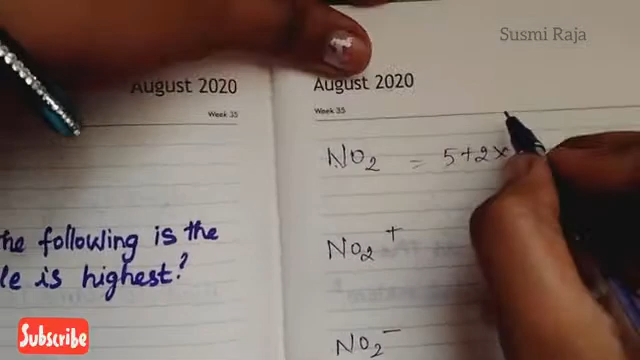 Susmi Raja
August 2020
Week 35
August 2020
Week 35
NO2 = 5+2×
he following is the
NO2+
le is highest?
NO2−
Subscribe